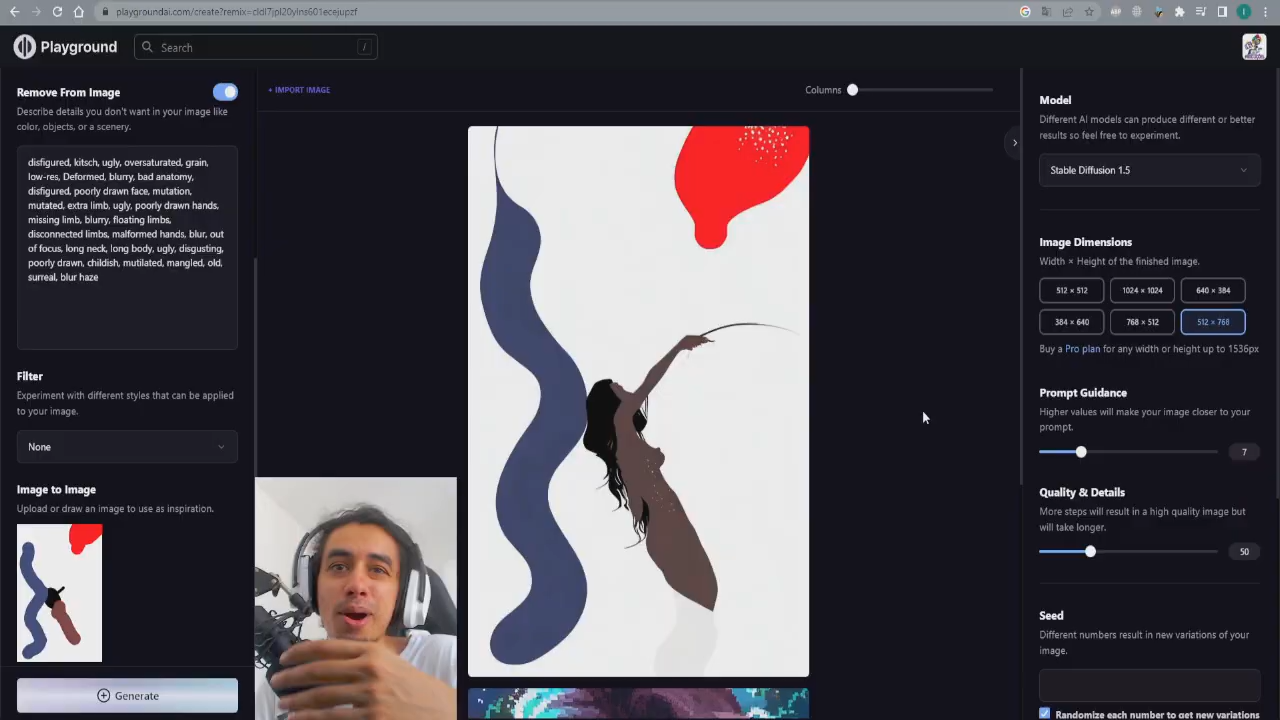 playgroundai.com/create?remix=cldl7jpl20ylns601ecejupzf
Playground
Search
/
Remove From Image
Describe details you don't want in your image like
color, objects, or a scenery.
disfigured, kitsch, ugly, oversaturated, grain,
low-res, Deformed, blurry, bad anatomy,
disfigured, poorly drawn face, mutation,
mutated, extra limb, ugly, poorly drawn hands,
missing limb, blurry, floating limbs,
disconnected limbs, malformed hands, blur, out
of focus, long neck, long body, ugly, disgusting,
poorly drawn, childish, mutilated, mangled, old,
surreal, blur haze
Filter
Experiment with different styles that can be applied
to your image.
None
Image to Image
Upload or draw an image to use as inspiration.
Generate
+ IMPORT IMAGE
Columns
Model
Different AI models can produce different or better
results so feel free to experiment.
Stable Diffusion 1.5
Image Dimensions
Width × Height of the finished image.
512 × 512
1024 × 1024
640 × 384
384 × 640
768 × 512
512 × 768
Buy a Pro plan for any width or height up to 1536px
Prompt Guidance
Higher values will make your image closer to your
prompt.
7
Quality & Details
More steps will result in a high quality image but
will take longer.
50
Seed
Different numbers result in new variations of your
image.
Randomize each number to get new variations